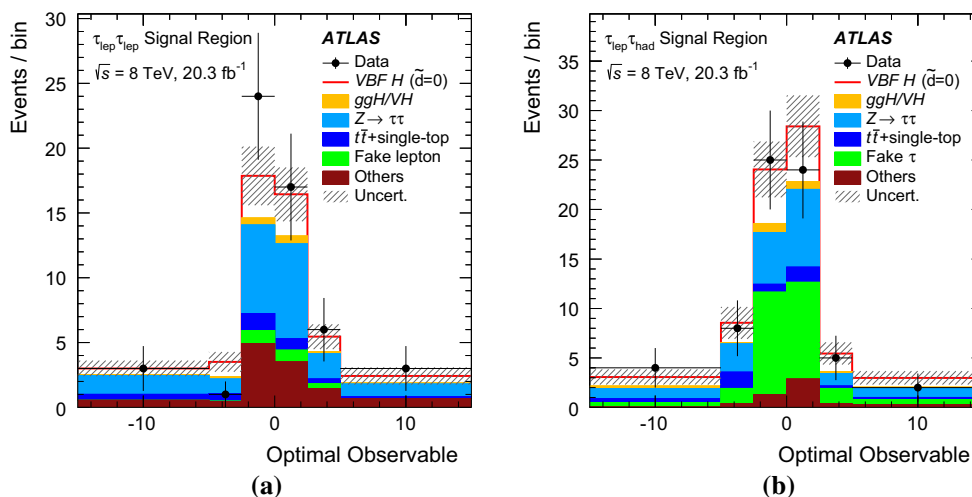 Events / bin
30
25
20
15
10
5
0
τlepτlep Signal Region
√s = 8 TeV, 20.3 fb⁻¹
ATLAS
Data
VBF H (d̃=0)
ggH/VH
Z→ ττ
tt̄+single-top
Fake lepton
Others
Uncert.
-10 0 10
Optimal Observable
(a)
Events / bin
40
35
30
25
20
15
10
5
0
τlepτhad Signal Region
√s = 8 TeV, 20.3 fb⁻¹
ATLAS
Data
VBF H (d̃=0)
ggH/VH
Z→ ττ
tt̄+single-top
Fake τ
Others
Uncert.
-10 0 10
Optimal Observable
(b)